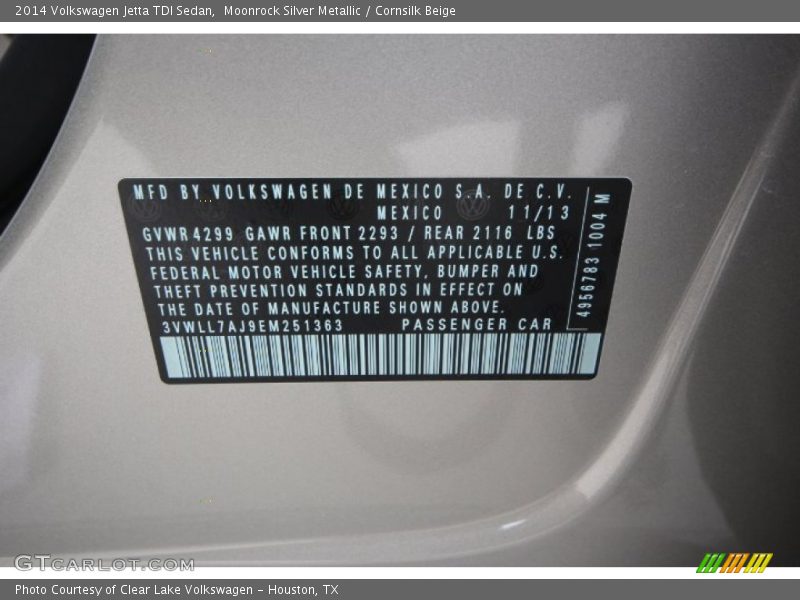 2014 Volkswagen Jetta TDI Sedan,  Moonrock Silver Metallic / Cornsilk Beige
MFD BY VOLKSWAGEN DE MEXICO S.A. DE C.V.
MEXICO 11/13
GVWR 4299 GAWR FRONT 2293 / REAR 2116 LBS
THIS VEHICLE CONFORMS TO ALL APPLICABLE U.S.
FEDERAL MOTOR VEHICLE SAFETY, BUMPER AND
THEFT PREVENTION STANDARDS IN EFFECT ON
THE DATE OF MANUFACTURE SHOWN ABOVE.
3VWLL7AJ9EM251363 PASSENGER CAR
4956783 1004 M
GTCARLOT.COM
Photo Courtesy of Clear Lake Volkswagen - Houston, TX